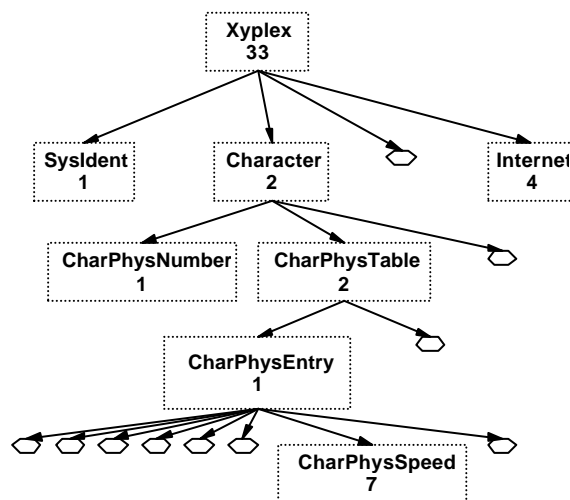 Xyplex
33
SysIdent
1
Character
2
Internet
4
CharPhysNumber
1
CharPhysTable
2
CharPhysEntry
1
CharPhysSpeed
7